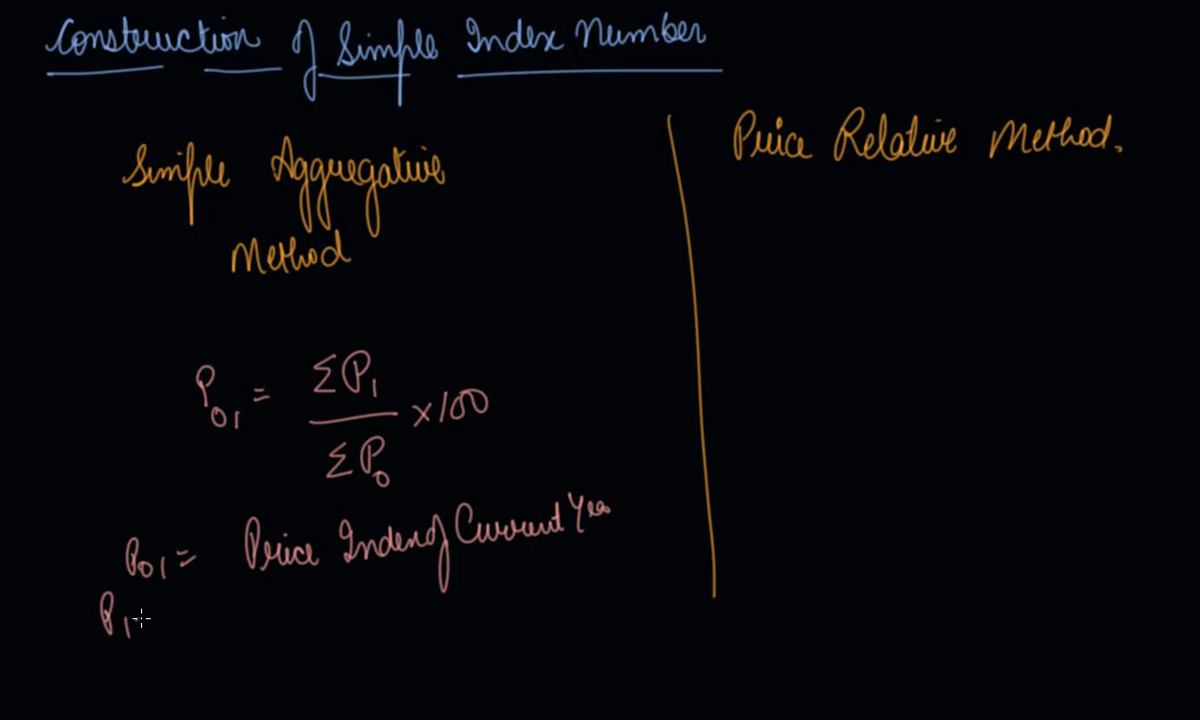 Construction of Simple Index Number
Simple Aggregative
Method
P01 = ΣP1 / ΣP0 ×100
P01 = Price Index of Current Year
P1
Price Relative Method.